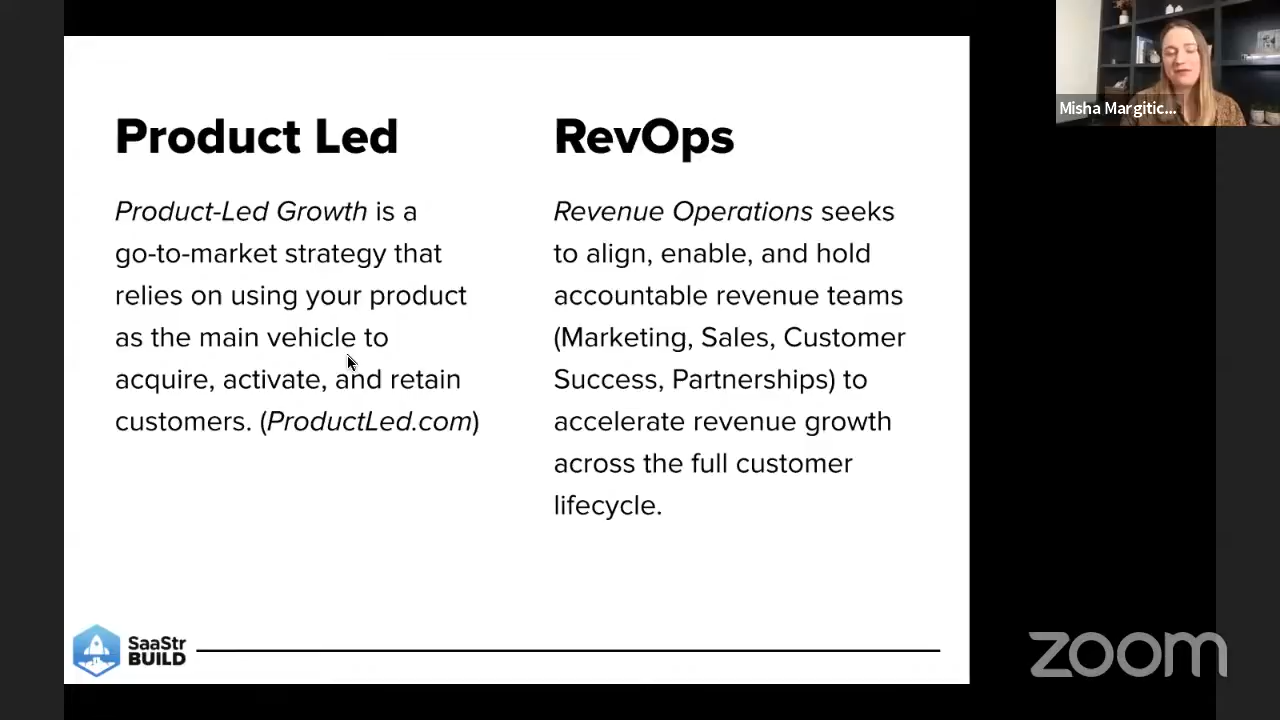 Product Led
Product-Led Growth is a
go-to-market strategy that
relies on using your product
as the main vehicle to
acquire, activate, and retain
customers. (ProductLed.com)
RevOps
Revenue Operations seeks
to align, enable, and hold
accountable revenue teams
(Marketing, Sales, Customer
Success, Partnerships) to
accelerate revenue growth
across the full customer
lifecycle.
SaaStr
BUILD
Misha Margitic...
zoom